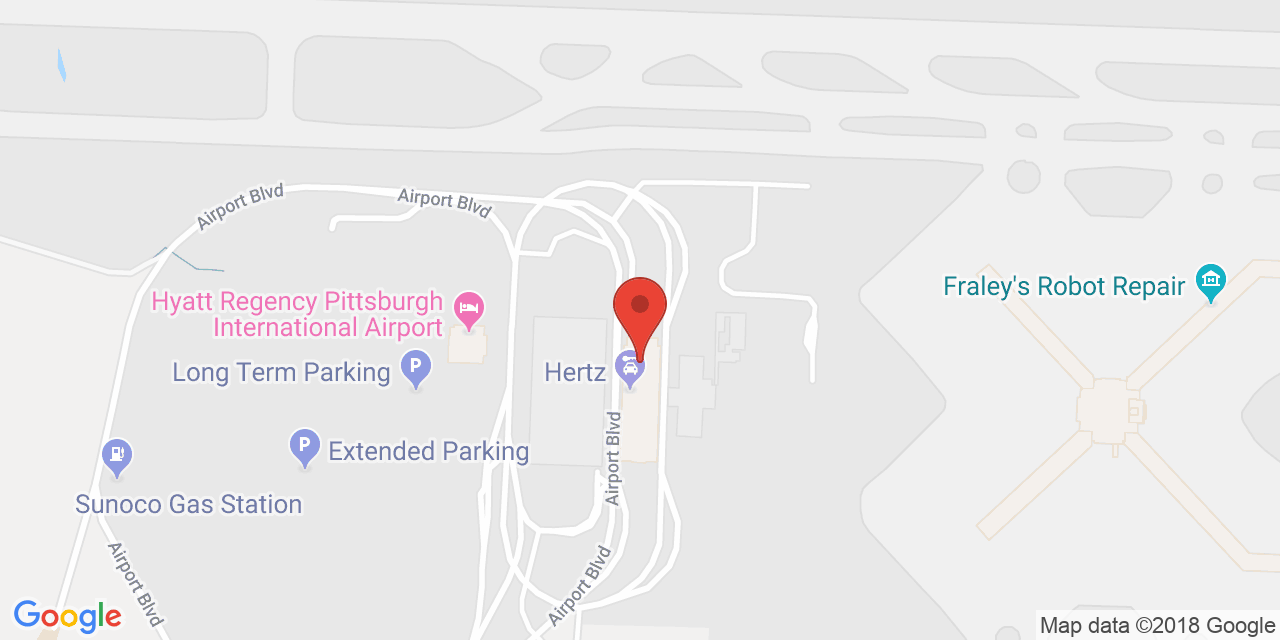 Airport Blvd
Airport Blvd
Fraley's Robot Repair
Hyatt Regency Pittsburgh
International Airport
P
Long Term Parking
Hertz
Airport Blvd
P
Extended Parking
Sunoco Gas Station
Airport Blvd
Airport Blvd
Google
Map data ©2018 Google